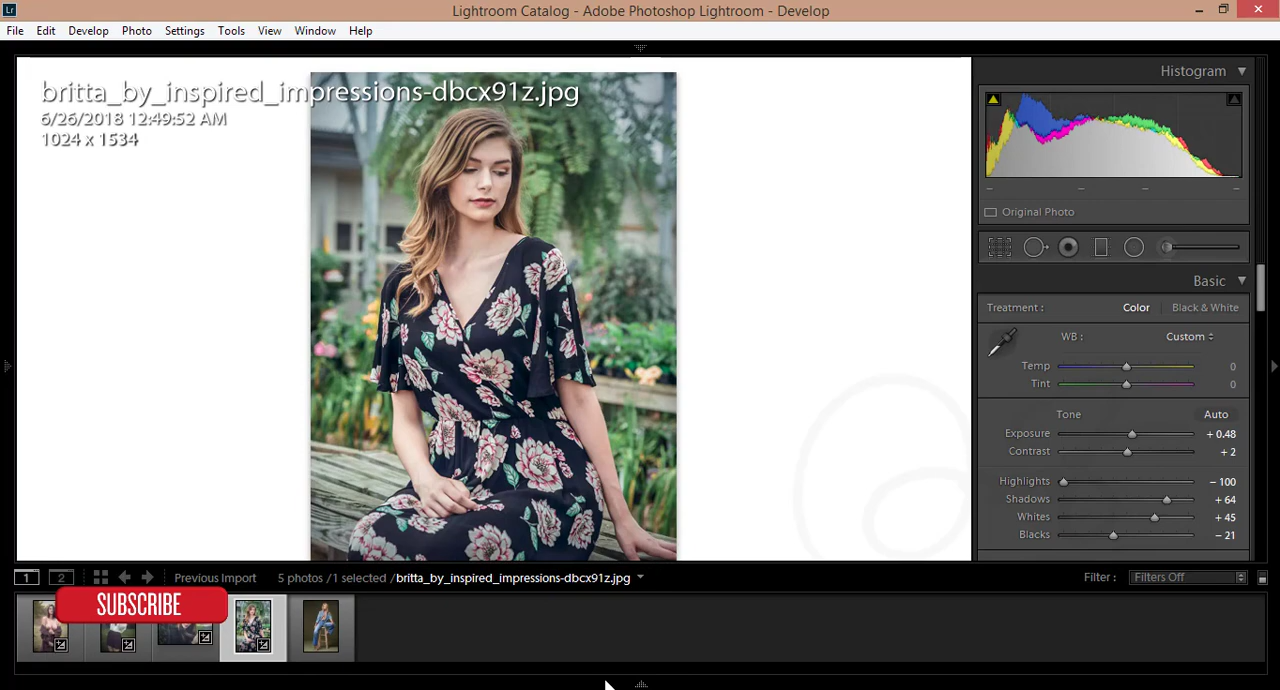 Lr
Lightroom Catalog - Adobe Photoshop Lightroom - Develop
File Edit Develop Photo Settings Tools View Window Help
britta_by_inspired_impressions-dbcx91z.jpg
6/26/2018 12:49:52 AM
1024 x 1534
Histogram
Original Photo
Basic
Treatment : Color Black & White
WB : Custom
Temp 0
Tint 0
Tone Auto
Exposure + 0.48
Contrast + 2
Highlights − 100
Shadows + 64
Whites + 45
Blacks − 21
1 2 Previous Import 5 photos /1 selected /britta_by_inspired_impressions-dbcx91z.jpg Filter : Filters Off
SUBSCRIBE